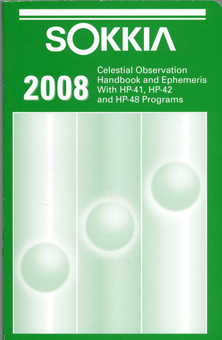 SOKKIA
2008
Celestial Observation
Handbook and Ephemeris
With HP-41, HP-42
and HP-48 Programs